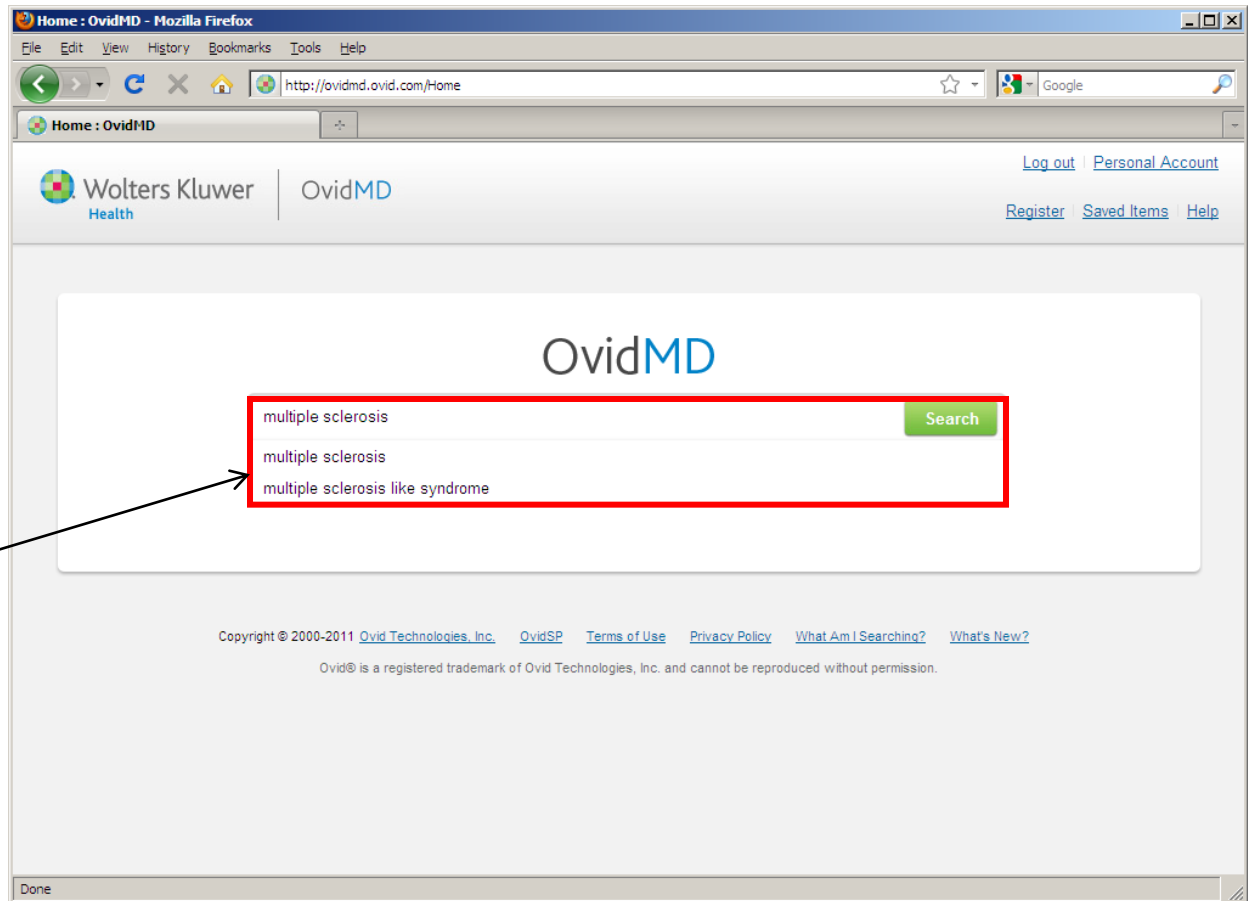 Home : OvidMD - Mozilla Firefox
File Edit View History Bookmarks Tools Help
http://ovidmd.ovid.com/Home
Google
Home : OvidMD
Log out | Personal Account
Wolters Kluwer
Health
OvidMD
Register | Saved Items | Help
OvidMD
multiple sclerosis
Search
multiple sclerosis
multiple sclerosis like syndrome
Copyright © 2000-2011 Ovid Technologies, Inc. OvidSP Terms of Use Privacy Policy What Am I Searching? What's New?
Ovid® is a registered trademark of Ovid Technologies, Inc. and cannot be reproduced without permission.
Done